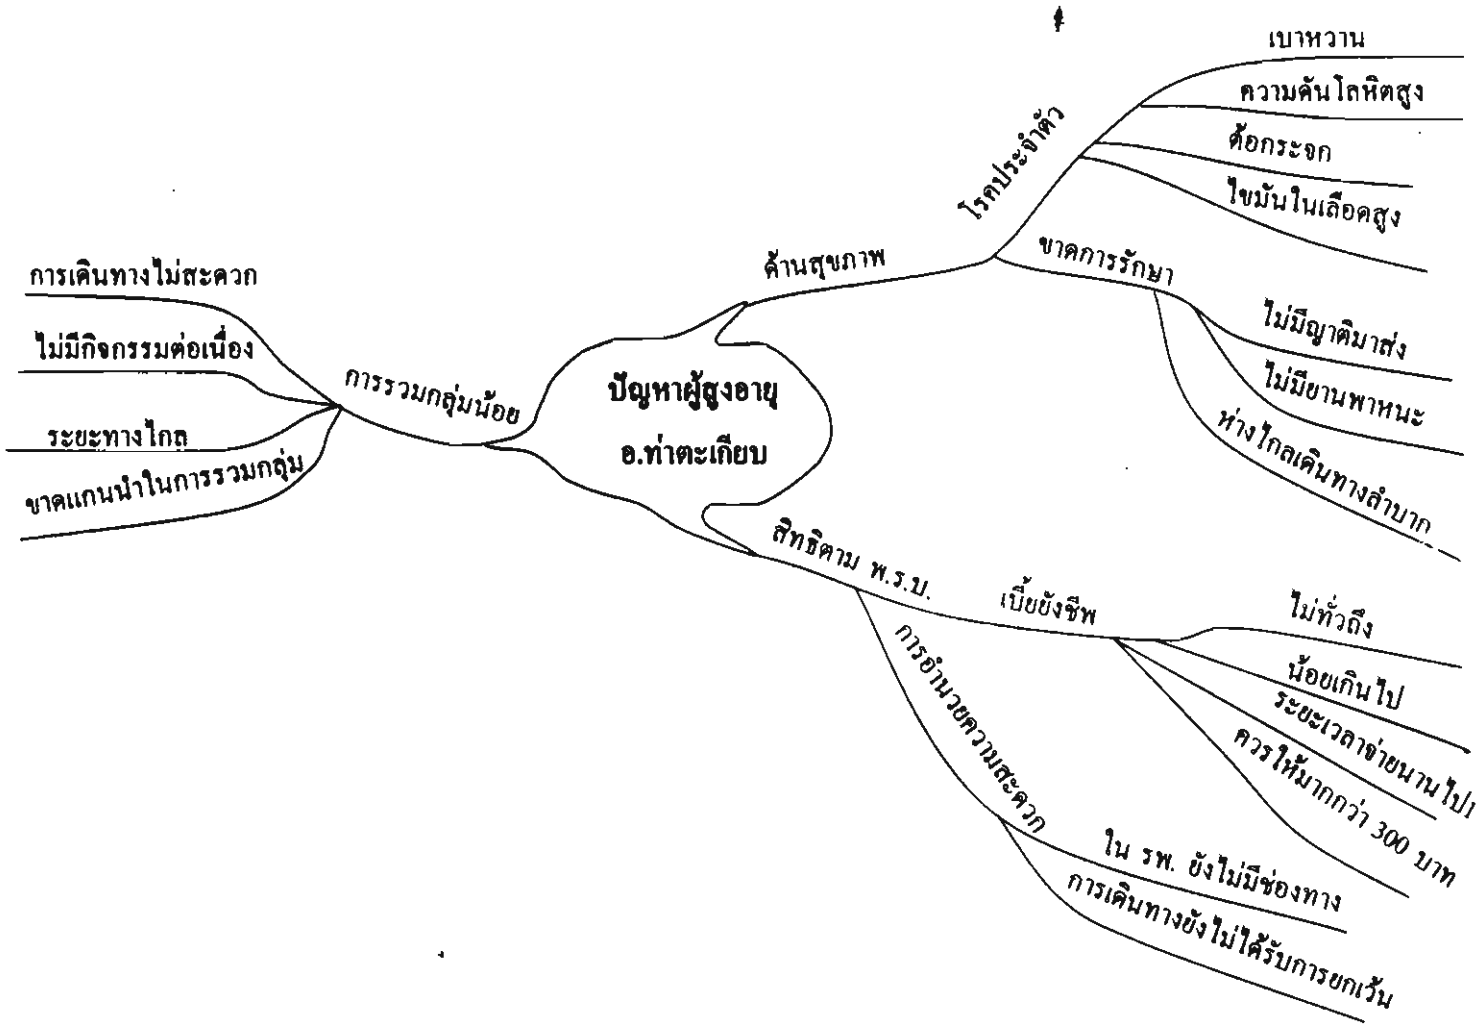 ปัญหาผู้สูงอายุ
อ.ท่าตะเกียบ
ด้านสุขภาพ
โรคประจำตัว
เบาหวาน
ความดันโลหิตสูง
ต้อกระจก
ไขมันในเลือดสูง
ขาดการรักษา
ไม่มีญาติมาส่ง
ไม่มียานพาหนะ
ห่างไกลเดินทางลำบาก
สิทธิตาม พ.ร.บ.
เบี้ยยังชีพ
ไม่ทั่วถึง
น้อยเกินไป
ระยะเวลาจ่ายนานไป
ควรให้มากกว่า 300 บาท
การอำนวยความสะดวก
ใน รพ. ยังไม่มีช่องทาง
การเดินทางยังไม่ได้รับการยกเว้น
การรวมกลุ่มน้อย
การเดินทางไม่สะดวก
ไม่มีกิจกรรมต่อเนื่อง
ระยะทางไกล
ขาดแกนนำในการรวมกลุ่ม